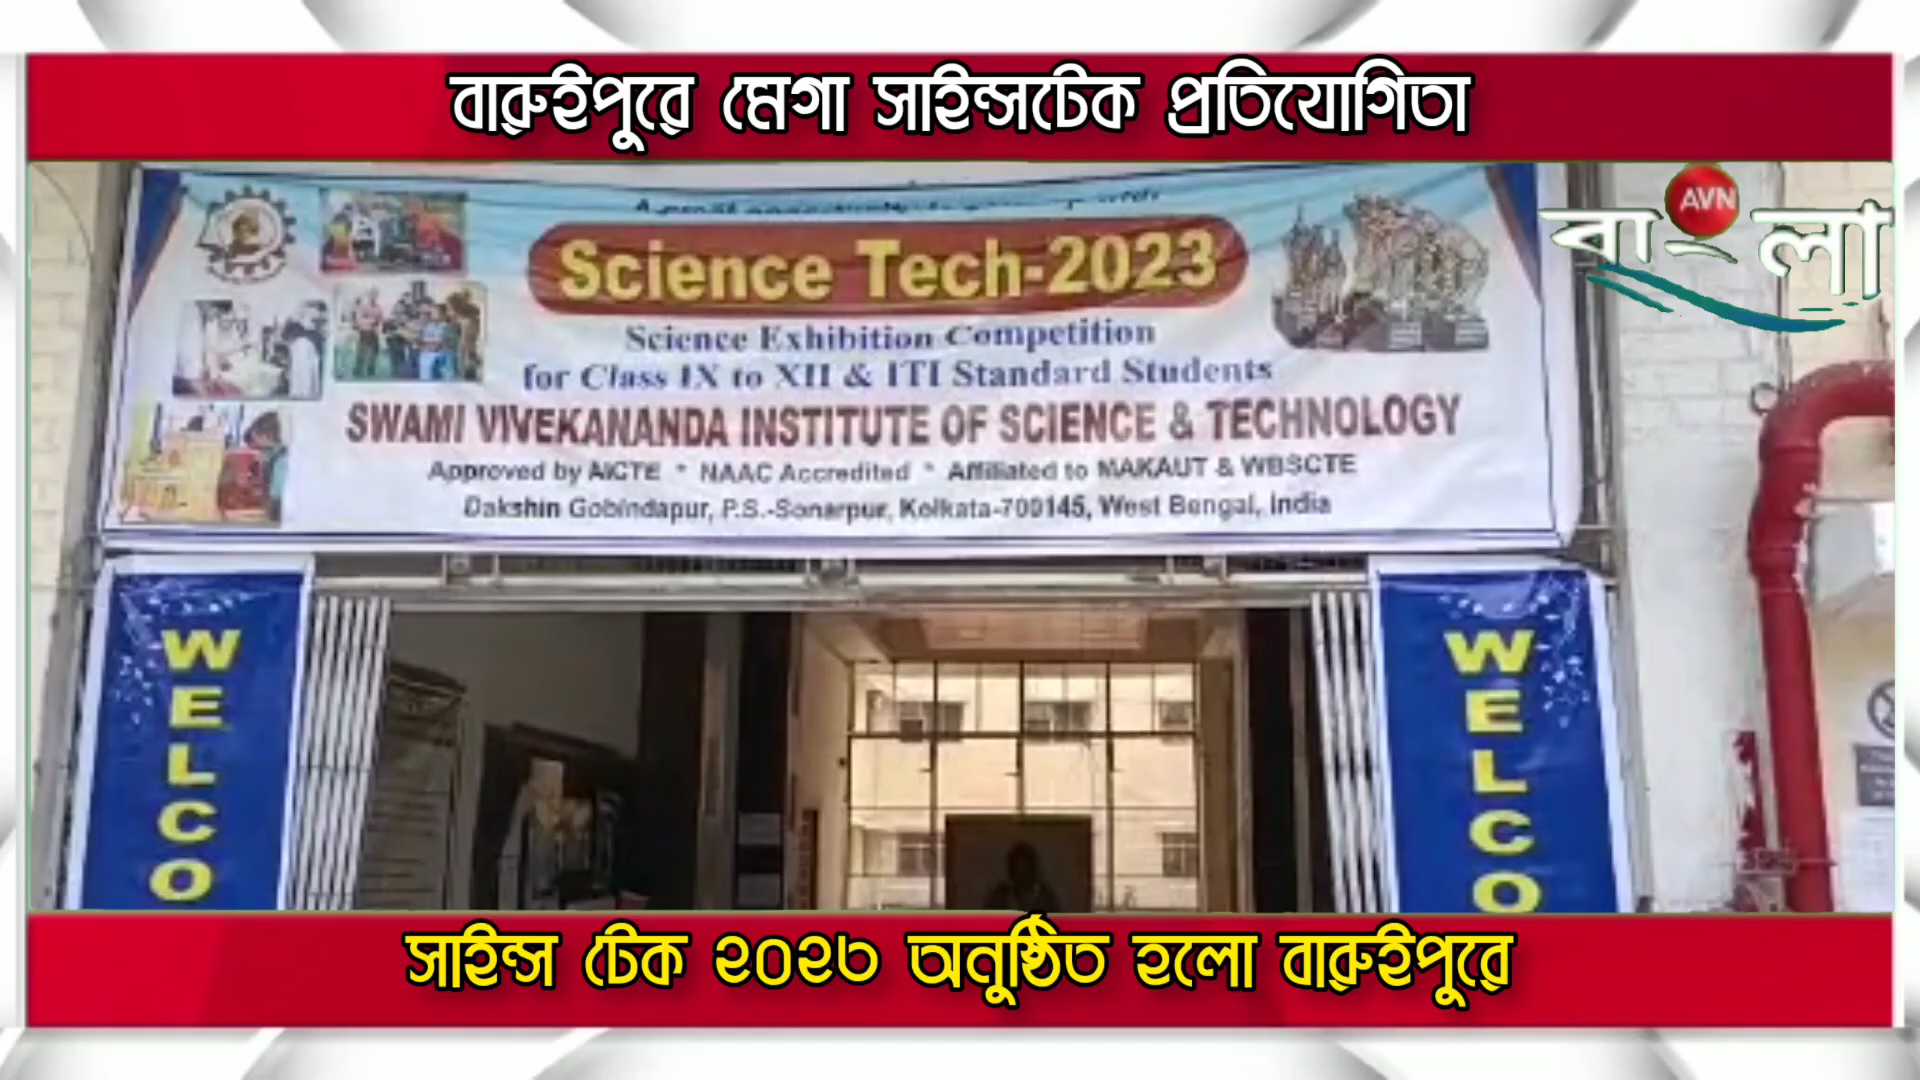 বারুইপুরে মেগা সাইন্সটেক প্রতিযোগিতা
AVN
বাংলা
Science Tech-2023
Science Exhibition Competition
for Class IX to XII & ITI Standard Students
SWAMI VIVEKANANDA INSTITUTE OF SCIENCE & TECHNOLOGY
Approved by AICTE * NAAC Accredited * Affiliated to MAKAUT & WBSCTE
Dakshin Gobindapur, P.S.-Sonarpur, Kolkata-700145, West Bengal, India
WELCO
WELCO
সাইন্স টেক ২০২৩ অনুষ্ঠিত হলো বারুইপুরে